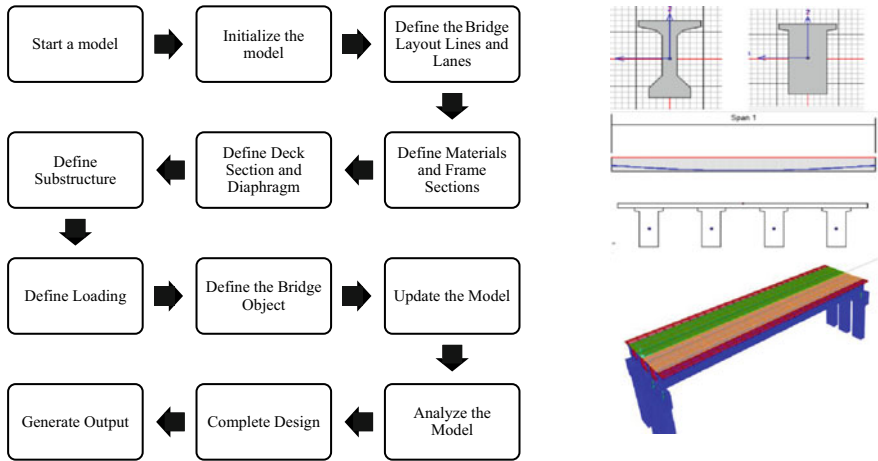 Start a model
Initialize the
model
Define the Bridge
Layout Lines and
Lanes
Define
Substructure
Define Deck
Section and
Diaphragm
Define Materials
and Frame
Sections
Define Loading
Define the Bridge
Object
Update the Model
Generate Output
Complete Design
Analyze the
Model
Span 1